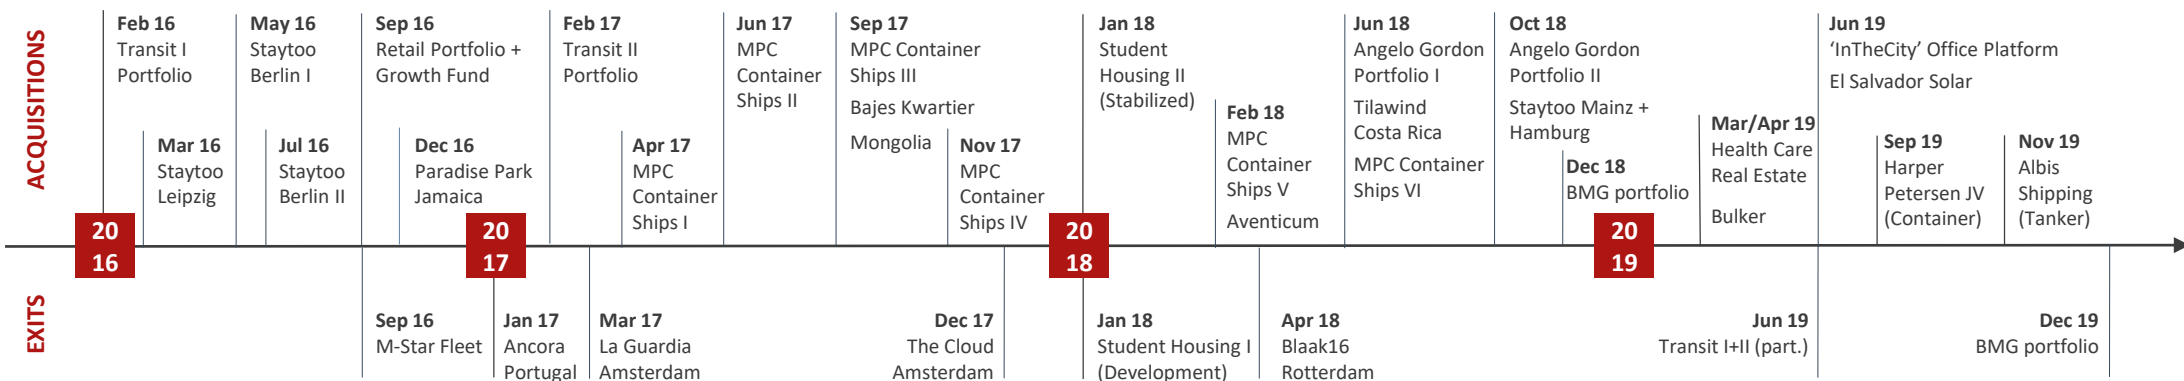 ACQUISITIONS
Feb 16
Transit I
Portfolio
Mar 16
Staytoo
Leipzig
May 16
Staytoo
Berlin I
Jul 16
Staytoo
Berlin II
Sep 16
Retail Portfolio +
Growth Fund
Dec 16
Paradise Park
Jamaica
Feb 17
Transit II
Portfolio
Apr 17
MPC
Container
Ships I
Jun 17
MPC
Container
Ships II
Sep 17
MPC Container
Ships III
Bajes Kwartier
Mongolia
Nov 17
MPC
Container
Ships IV
Jan 18
Student
Housing II
(Stabilized)
Feb 18
MPC
Container
Ships V
Aventicum
Jun 18
Angelo Gordon
Portfolio I
Tilawind
Costa Rica
MPC Container
Ships VI
Oct 18
Angelo Gordon
Portfolio II
Staytoo Mainz +
Hamburg
Dec 18
BMG portfolio
Mar/Apr 19
Health Care
Real Estate
Bulker
Jun 19
‘InTheCity’ Office Platform
El Salvador Solar
Sep 19
Harper
Petersen JV
(Container)
Nov 19
Albis
Shipping
(Tanker)
20
16
20
17
20
18
20
19
EXITS
Sep 16
M-Star Fleet
Jan 17
Ancora
Portugal
Mar 17
La Guardia
Amsterdam
Dec 17
The Cloud
Amsterdam
Jan 18
Student Housing I
(Development)
Apr 18
Blaak16
Rotterdam
Jun 19
Transit I+II (part.)
Dec 19
BMG portfolio